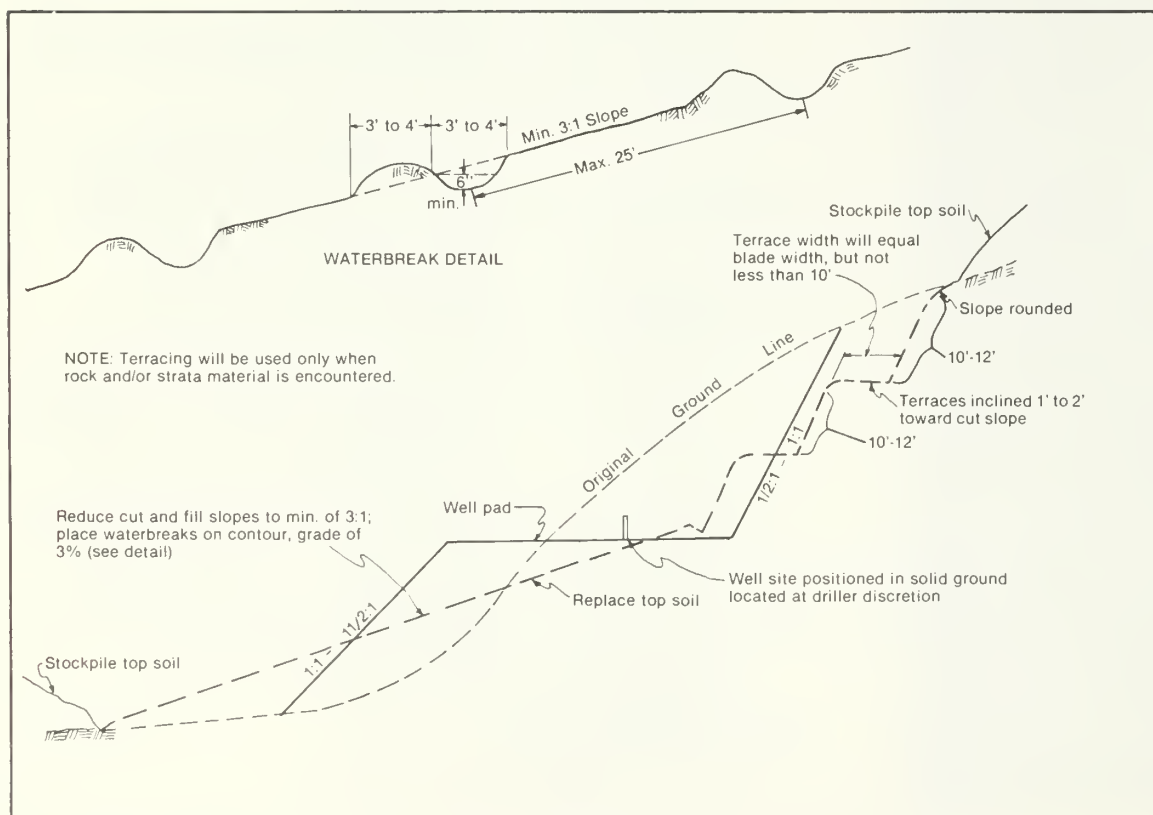 3' to 4'
3' to 4'
Min. 3:1 Slope
Max. 25'
6"
min.
WATERBREAK DETAIL
Stockpile top soil
Terrace width will equal
blade width, but not
less than 10'
Slope rounded
10'-12'
Terraces inclined 1' to 2'
toward cut slope
10'-12'
NOTE: Terracing will be used only when
rock and/or strata material is encountered.
Original Ground Line
1/2:1 - 1:1
Well pad
Reduce cut and fill slopes to min. of 3:1;
place waterbreaks on contour, grade of
3% (see detail)
Well site positioned in solid ground
located at driller discretion
Replace top soil
1:1 - 11/2:1
Stockpile top soil